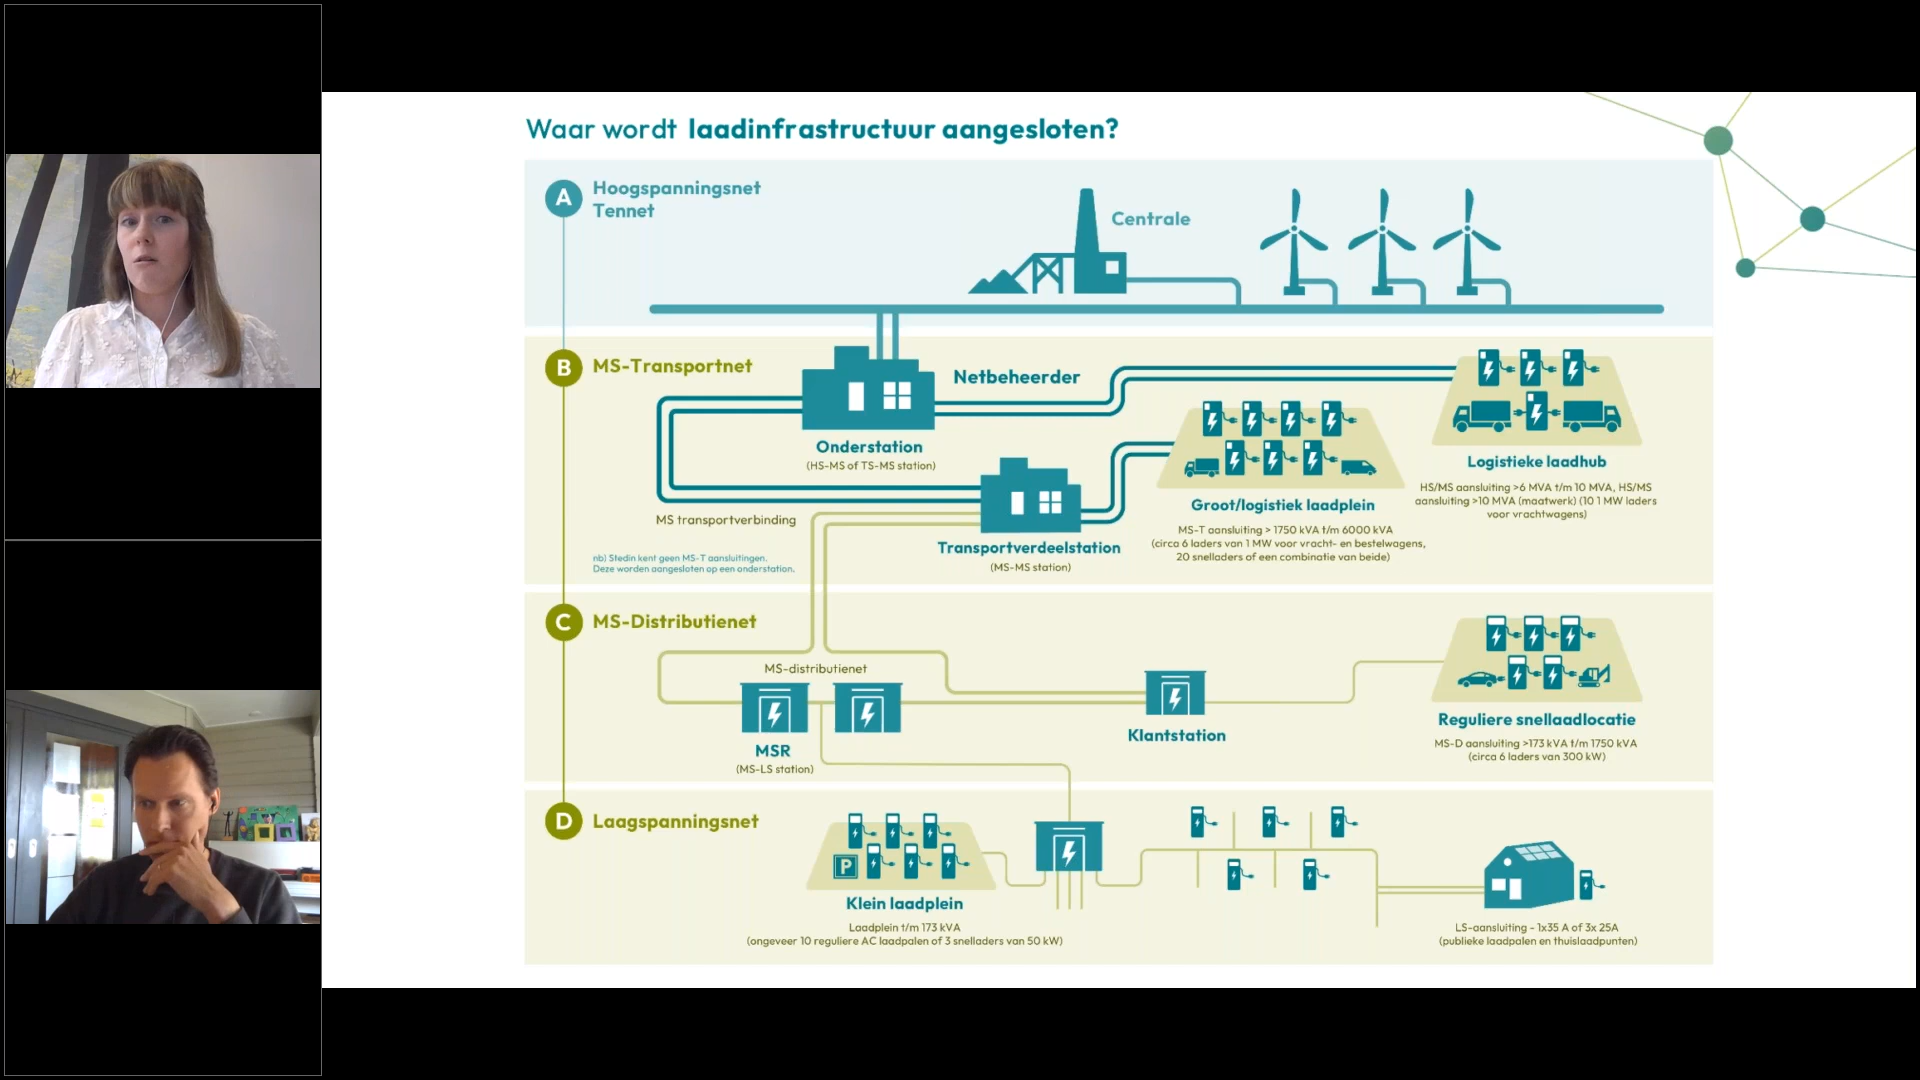 Waar wordt laadinfrastructuur aangesloten?
A
Hoogspanningsnet
Tennet
Centrale
B
MS-Transportnet
Netbeheerder
Onderstation
(HS-MS of TS-MS station)
Logistieke laadhub
HS/MS aansluiting >6 MVA t/m 10 MVA, HS/MS
aansluiting >10 MVA (maatwerk) (10 1 MW laders
voor vrachtwagens)
Groot/logistiek laadplein
MS-T aansluiting > 1750 kVA t/m 6000 kVA
(circa 6 laders van 1 MW voor vracht- en bestelwagens,
20 snelladers of een combinatie van beide)
MS transportverbinding
Transportverdeelstation
(MS-MS station)
nb) Stedin kent geen MS-T aansluitingen.
Deze worden aangesloten op een onderstation.
C
MS-Distributienet
MS-distributienet
MSR
(MS-LS station)
Klantstation
Reguliere snellaadlocatie
MS-D aansluiting >173 kVA t/m 1750 kVA
(circa 6 laders van 300 kW)
D
Laagspanningsnet
P
Klein laadplein
Laadplein t/m 173 kVA
(ongeveer 10 reguliere AC laadpalen of 3 snelladers van 50 kW)
LS-aansluiting - 1x35 A of 3x 25A
(publieke laadpalen en thuislaadpunten)